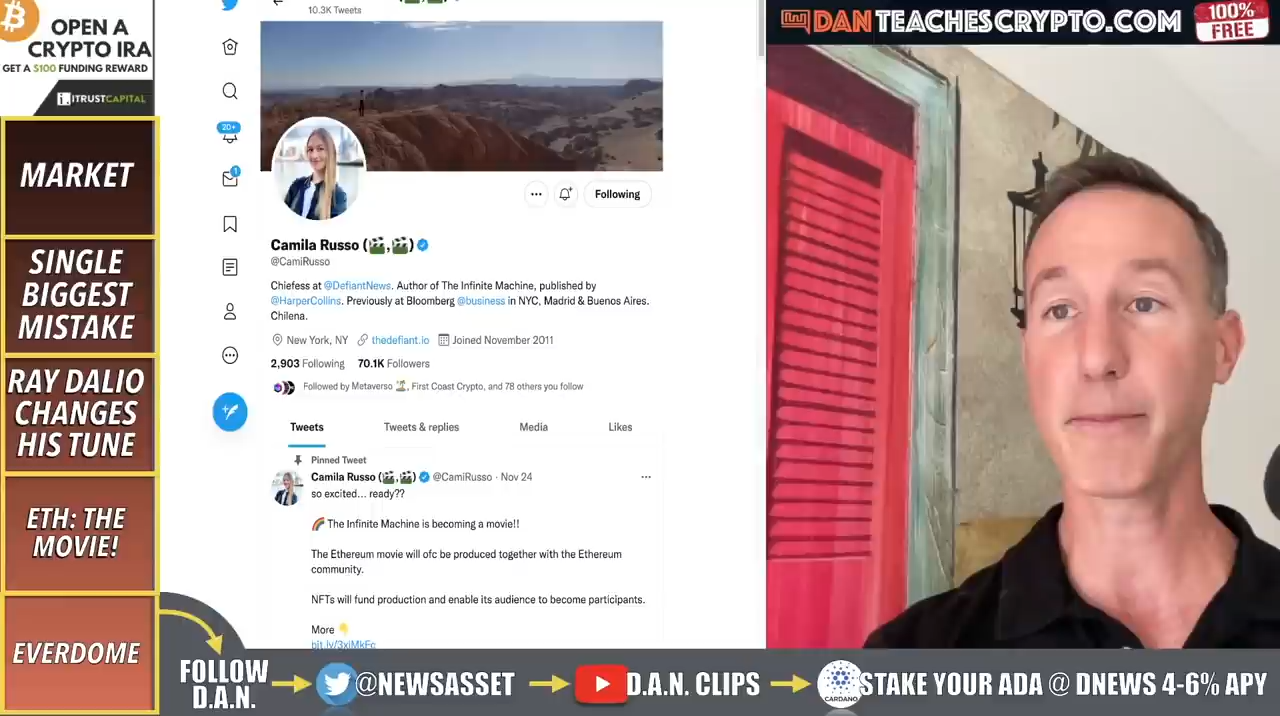 OPEN A
CRYPTO IRA
GET A $100 FUNDING REWARD
ITRUSTCAPITAL
MARKET
SINGLE
BIGGEST
MISTAKE
RAY DALIO
CHANGES
HIS TUNE
ETH: THE
MOVIE!
EVERDOME
10.3K Tweets
20+
1
Following
Camila Russo (🎬,🎬)
@CamiRusso
Chiefess at @DefiantNews. Author of The Infinite Machine, published by
@HarperCollins. Previously at Bloomberg @business in NYC, Madrid & Buenos Aires.
Chilena.
New York, NY thedefiant.io Joined November 2011
2,903 Following 70.1K Followers
Followed by Metaverso 🏝, First Coast Crypto, and 78 others you follow
Tweets Tweets & replies Media Likes
Pinned Tweet
Camila Russo (🎬,🎬) @CamiRusso · Nov 24
so excited... ready??
🌈 The Infinite Machine is becoming a movie!!
The Ethereum movie will ofc be produced together with the Ethereum
community.
NFTs will fund production and enable its audience to become participants.
More 👇
DANTEACHESCRYPTO.COM
100%
FREE
FOLLOW
D.A.N.
@NEWSASSET
D.A.N. CLIPS
CARDANO
STAKE YOUR ADA @ DNEWS 4-6% APY